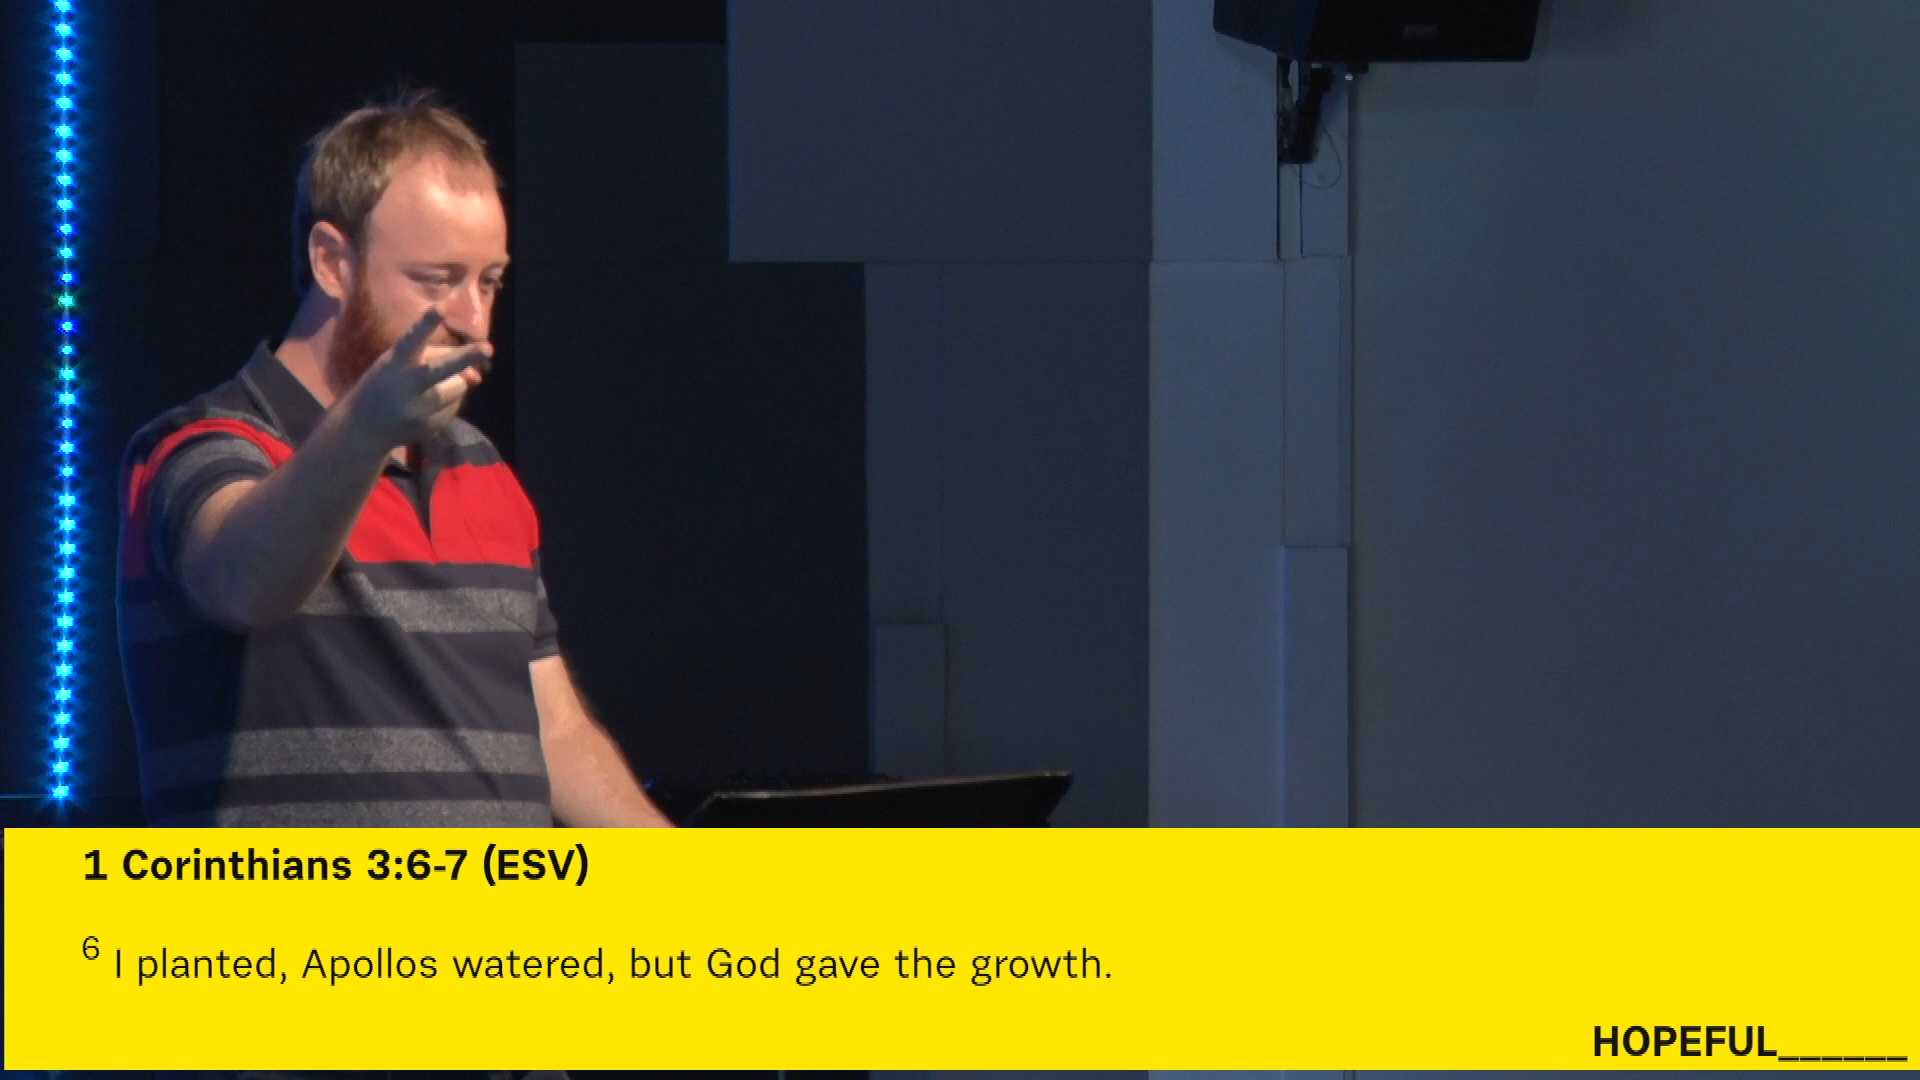 1 Corinthians 3:6-7 (ESV)
6 I planted, Apollos watered, but God gave the growth.
HOPEFUL______